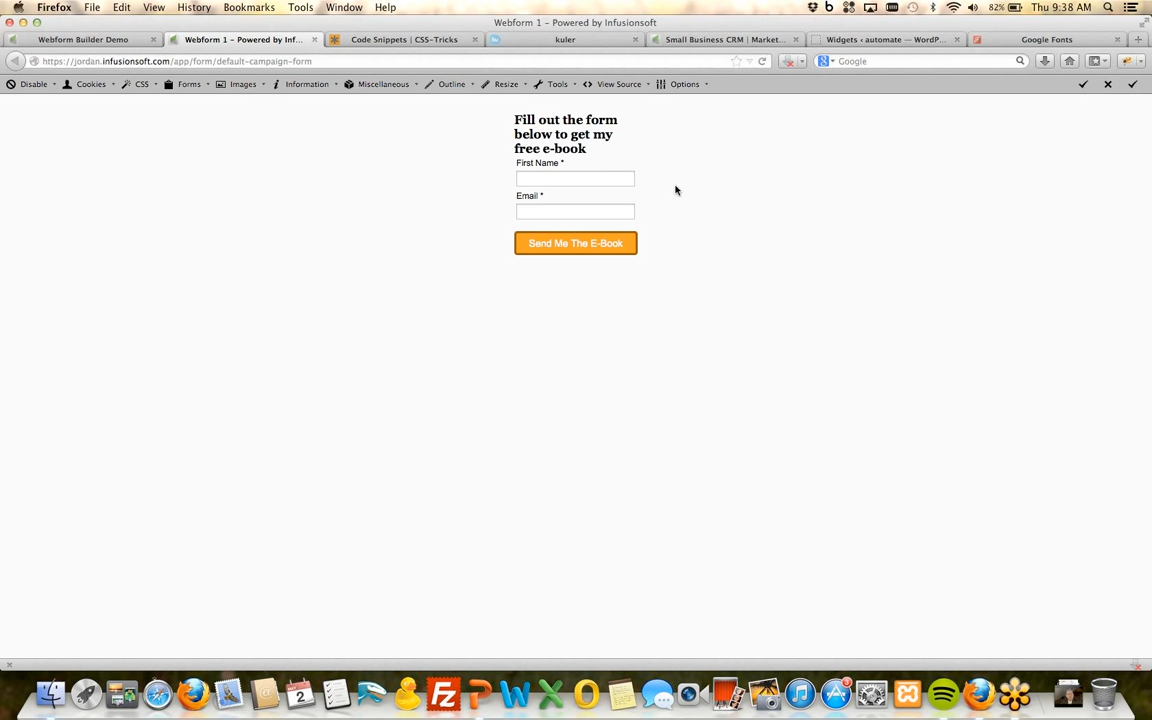 Firefox File Edit View History Bookmarks Tools Window Help 82% Thu 9:38 AM
Webform 1 - Powered by Infusionsoft
Webform Builder Demo Webform 1 - Powered by Inf... Code Snippets | CSS-Tricks kuler Small Business CRM | Market... Widgets ‹ automate — WordP... Google Fonts
https://jordan.infusionsoft.com/app/form/default-campaign-form Google
Disable Cookies CSS Forms Images Information Miscellaneous Outline Resize Tools View Source Options
Fill out the form
below to get my
free e-book
First Name *
Email *
Send Me The E-Book